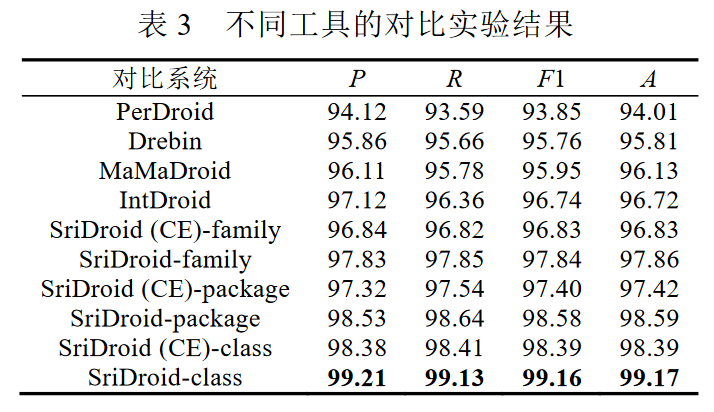 表 3 不同工具的对比实验结果
对比系统 P R F1 A
PerDroid 94.12 93.59 93.85 94.01
Drebin 95.86 95.66 95.76 95.81
MaMaDroid 96.11 95.78 95.95 96.13
IntDroid 97.12 96.36 96.74 96.72
SriDroid (CE)-family 96.84 96.82 96.83 96.83
SriDroid-family 97.83 97.85 97.84 97.86
SriDroid (CE)-package 97.32 97.54 97.40 97.42
SriDroid-package 98.53 98.64 98.58 98.59
SriDroid (CE)-class 98.38 98.41 98.39 98.39
SriDroid-class 99.21 99.13 99.16 99.17